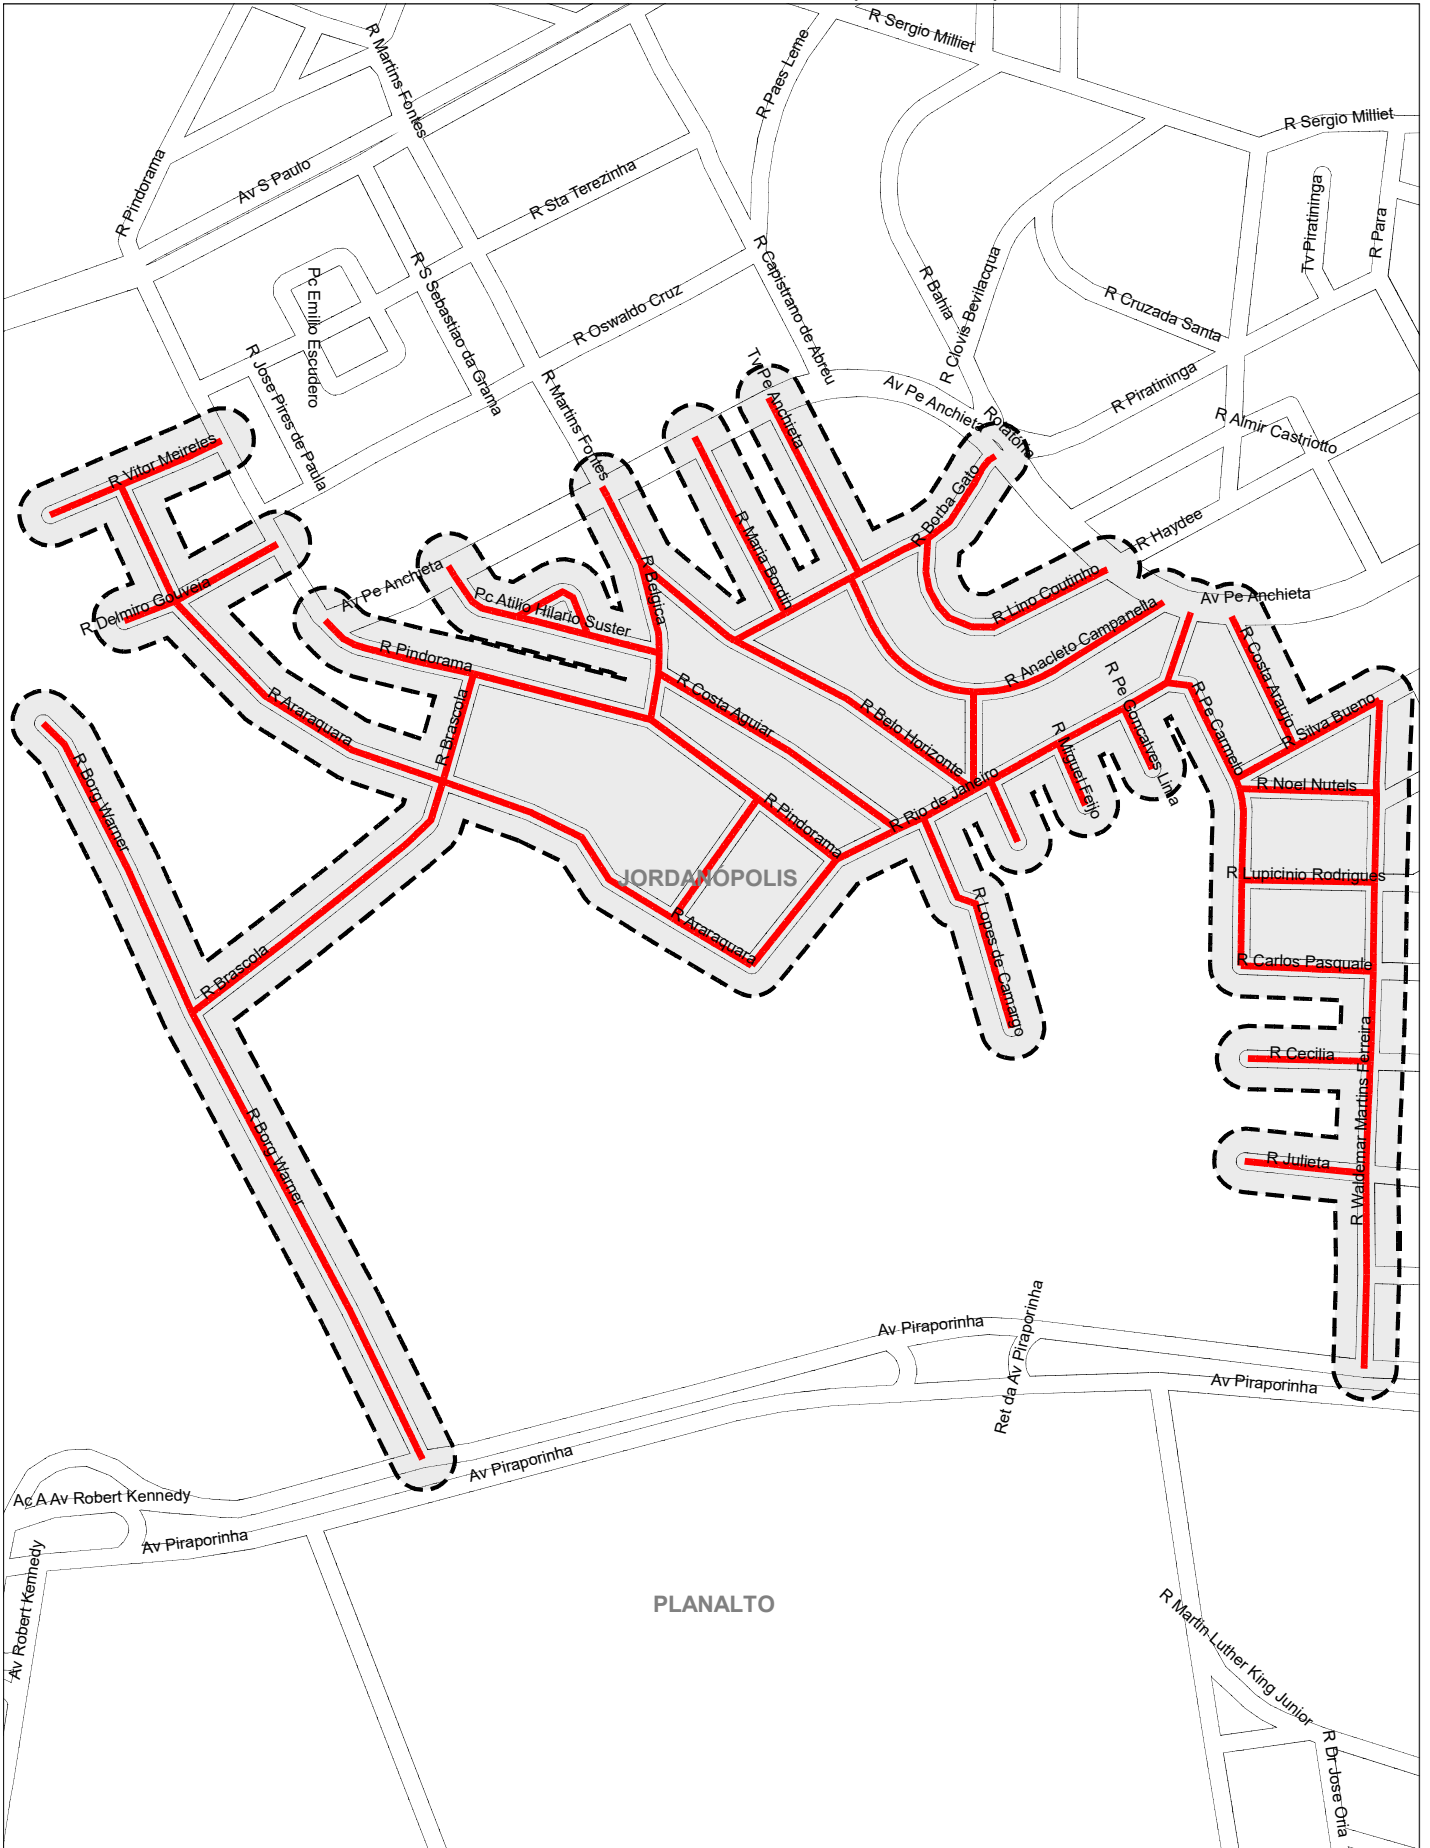 R Sergio Milliet
R Martins Fontes
R Paes Leme
R Sergio Milliet
R Pindorama
Av S Paulo
R Sta Terezinha
Tv Piratininga
R Para
R Capistrano de Abreu
R S Sebastiao da Grama
Pc Emilio Escudero
R Bahia
R Clovis Bevilacqua
R Cruzada Santa
R Oswaldo Cruz
R Jose Pires de Paula
R Martins Fontes
Tv Pe Anchieta
Av Pe Anchieta
R Piratininga
Rotatória
R Almir Castriotto
R Vitor Meireles
R Borba Gato
R Haydee
R Maria Bordin
Av Pe Anchieta
R Belgica
R Delmiro Gouveia
Pc Atilio Hilario Suster
R Lino Coutinho
R Anacleto Campanella
Av Pe Anchieta
R Pindorama
R Costa Araujo
R Araraquara
R Brascola
R Costa Aguiar
R Belo Horizonte
R Pe Goncalves Linia
R Pe Carmelo
R Silva Bueno
R Borg Warner
R Miguel Feijo
R Noel Nutels
R Rio de Janeiro
R Pindorama
JORDANÓPOLIS
R Lupicinio Rodrigues
R Araraquara
R Lopes de Camargo
R Brascola
R Carlos Pasquale
R Waldemar Martins Ferreira
R Cecilia
R Borg Warner
R Julieta
Av Piraporinha
Ret da Av Piraporinha
Av Piraporinha
Av Piraporinha
Ac A Av Robert Kennedy
Av Piraporinha
Av Robert Kennedy
PLANALTO
R Martin Luther King Junior
R Dr Jose Oria